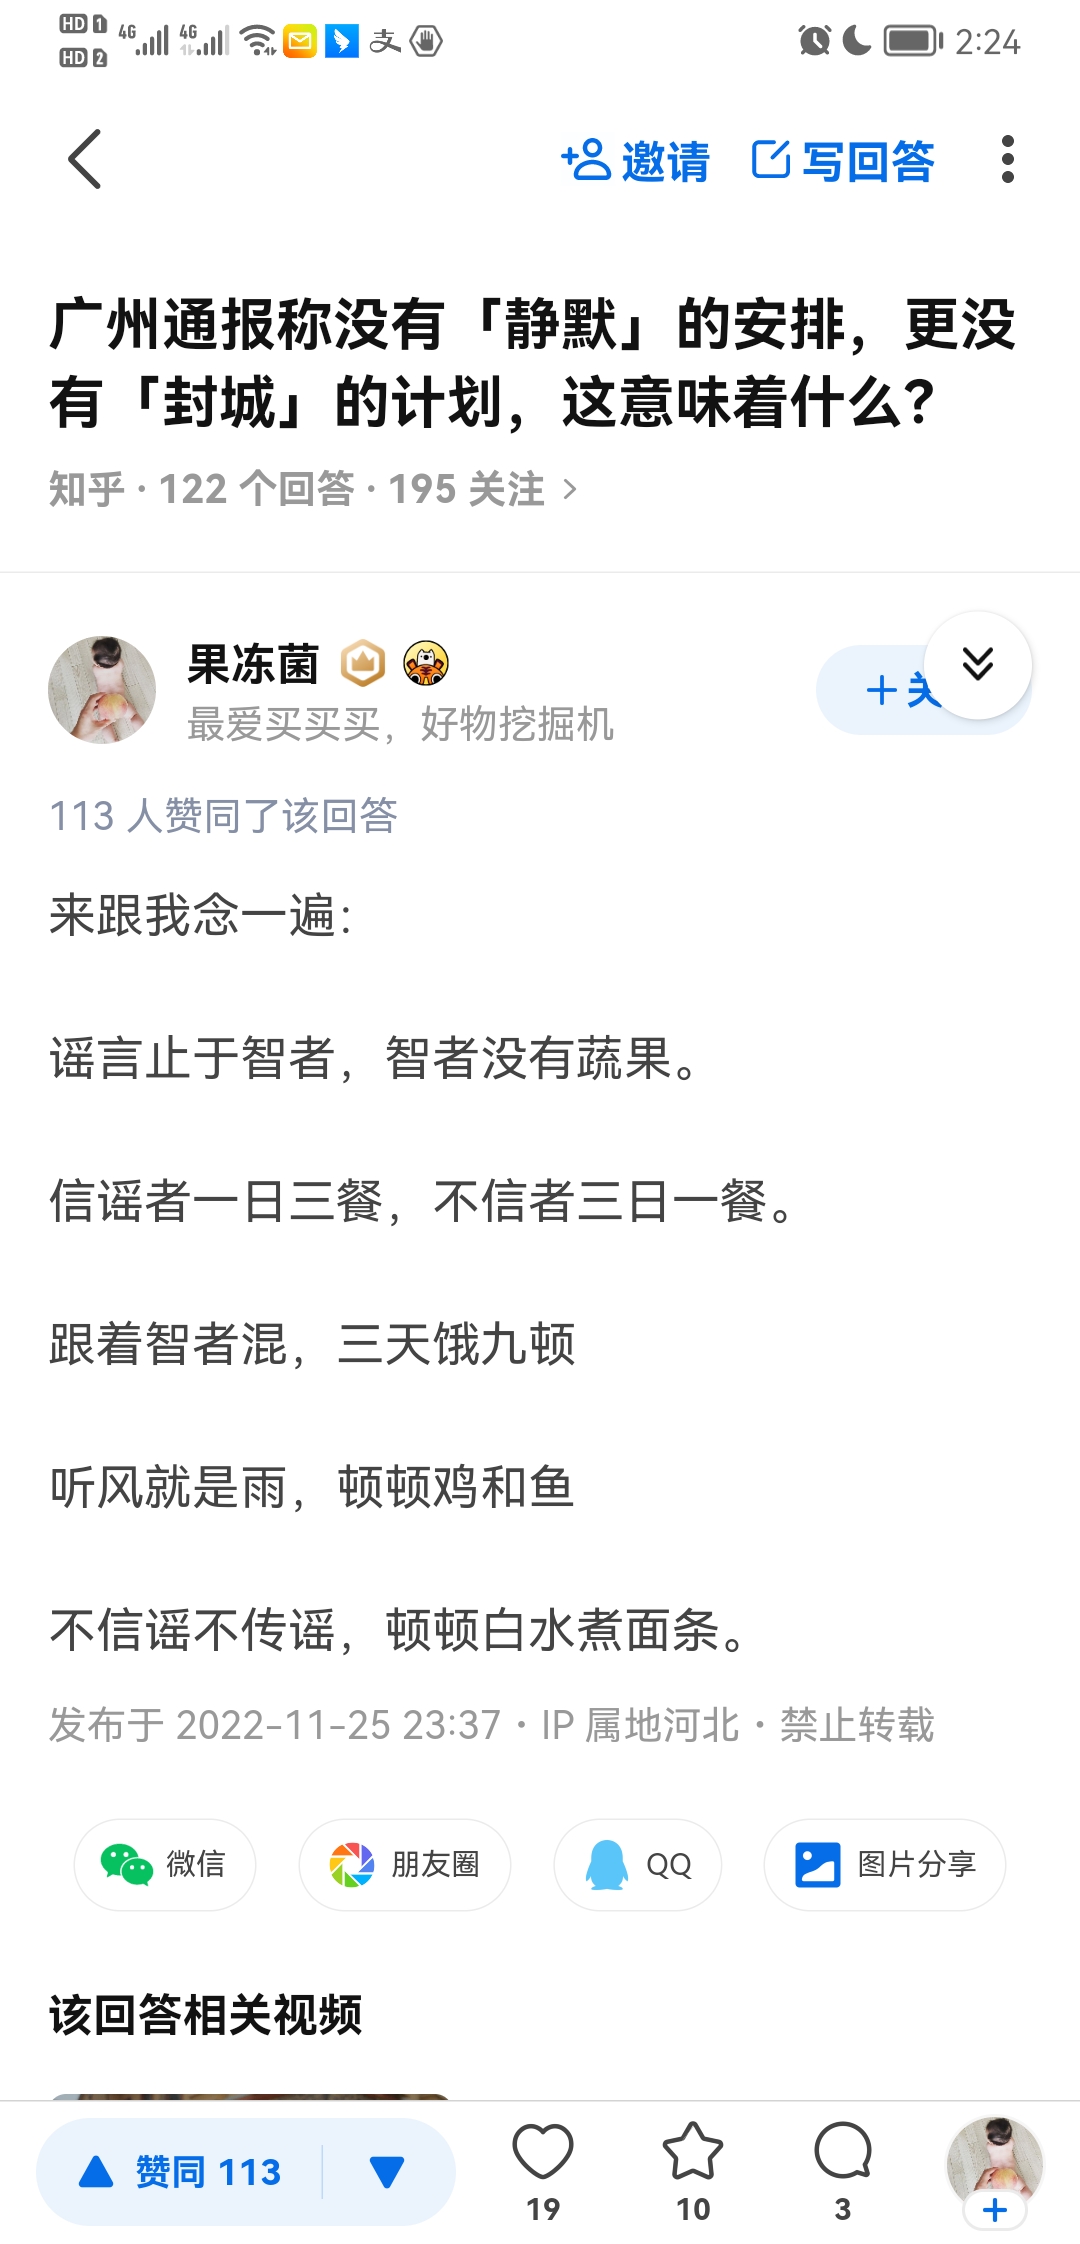 HD 1 4G 4G 支 2:24
HD 2
邀请 写回答
广州通报称没有「静默」的安排，更没
有「封城」的计划，这意味着什么？
知乎 · 122 个回答 · 195 关注 >
果冻菌
最爱买买买，好物挖掘机
+ 关
113 人赞同了该回答
来跟我念一遍：
谣言止于智者，智者没有蔬果。
信谣者一日三餐，不信者三日一餐。
跟着智者混，三天饿九顿
听风就是雨，顿顿鸡和鱼
不信谣不传谣，顿顿白水煮面条。
发布于 2022-11-25 23:37 · IP 属地河北 · 禁止转载
微信 朋友圈 QQ 图片分享
该回答相关视频
赞同 113
19 10 3